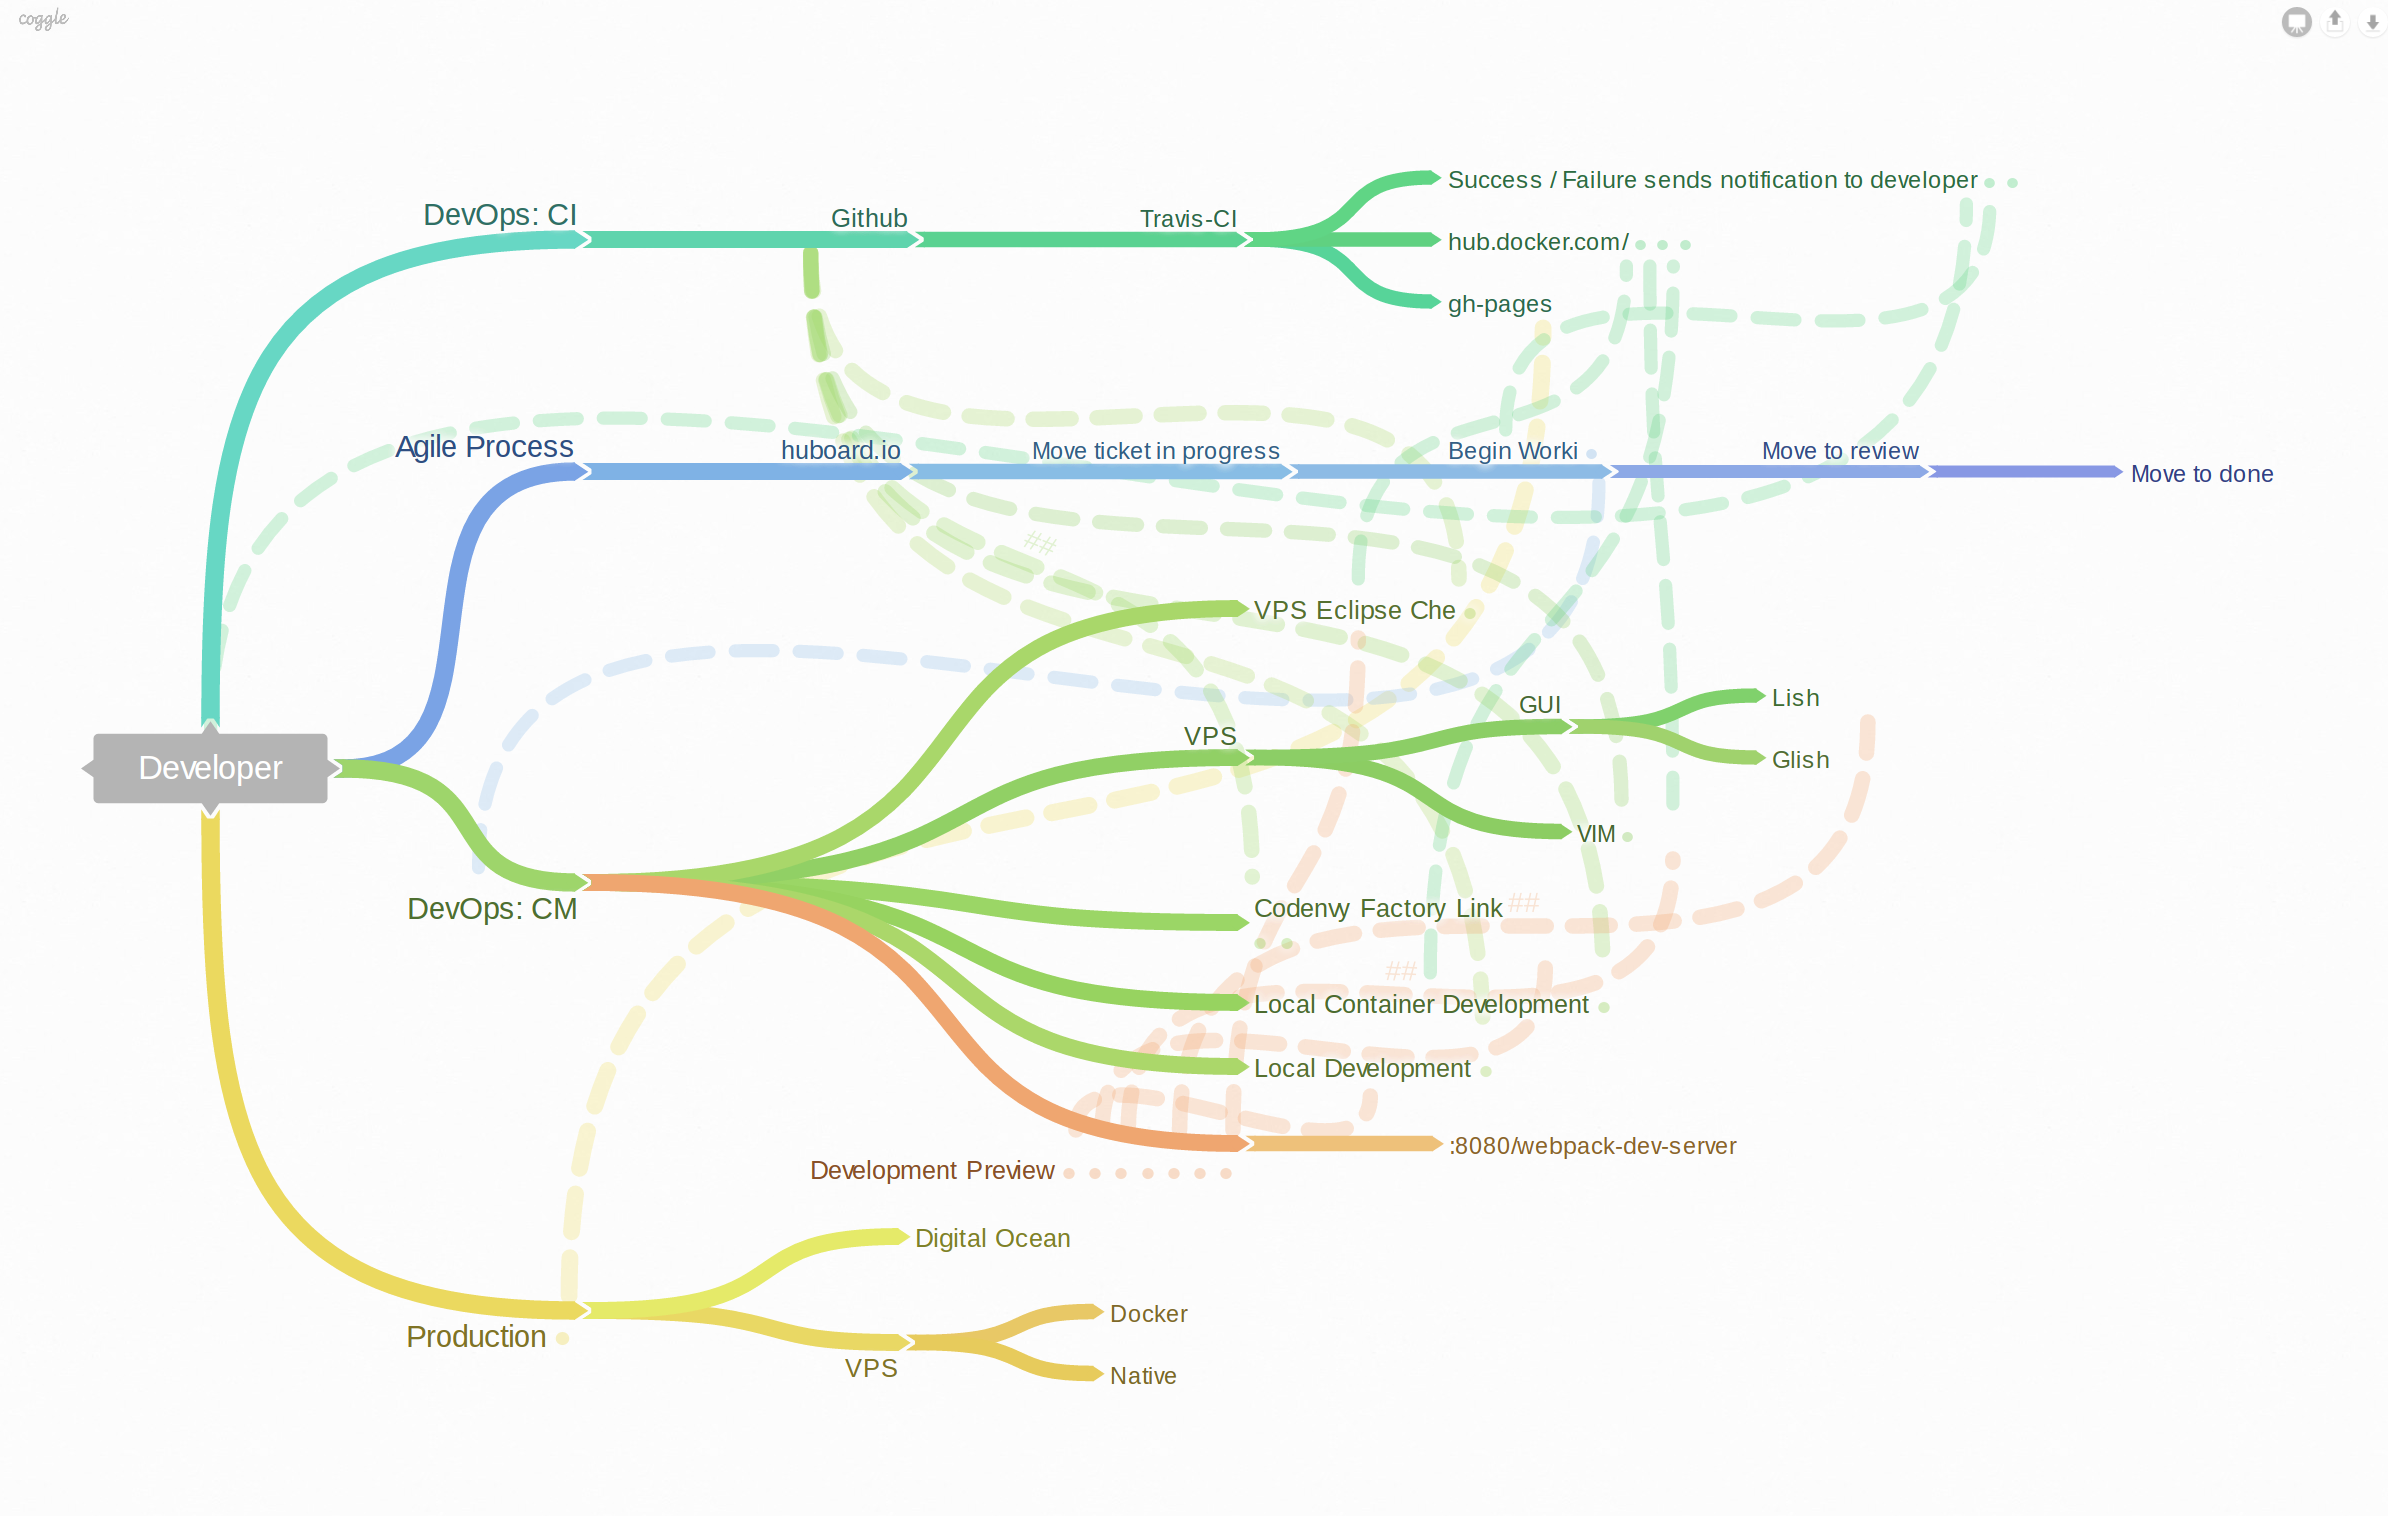 coggle
Success / Failure sends notification to developer
DevOps: CI
Github
Travis-CI
hub.docker.com/
gh-pages
Agile Process
huboard.io
Move ticket in progress
Begin Worki
Move to review
Move to done
##
VPS Eclipse Che
GUI
Lish
VPS
Glish
Developer
VIM
DevOps: CM
Codenvy Factory Link ##
##
Local Container Development
Local Development
:8080/webpack-dev-server
Development Preview
Digital Ocean
Docker
Production
VPS
Native